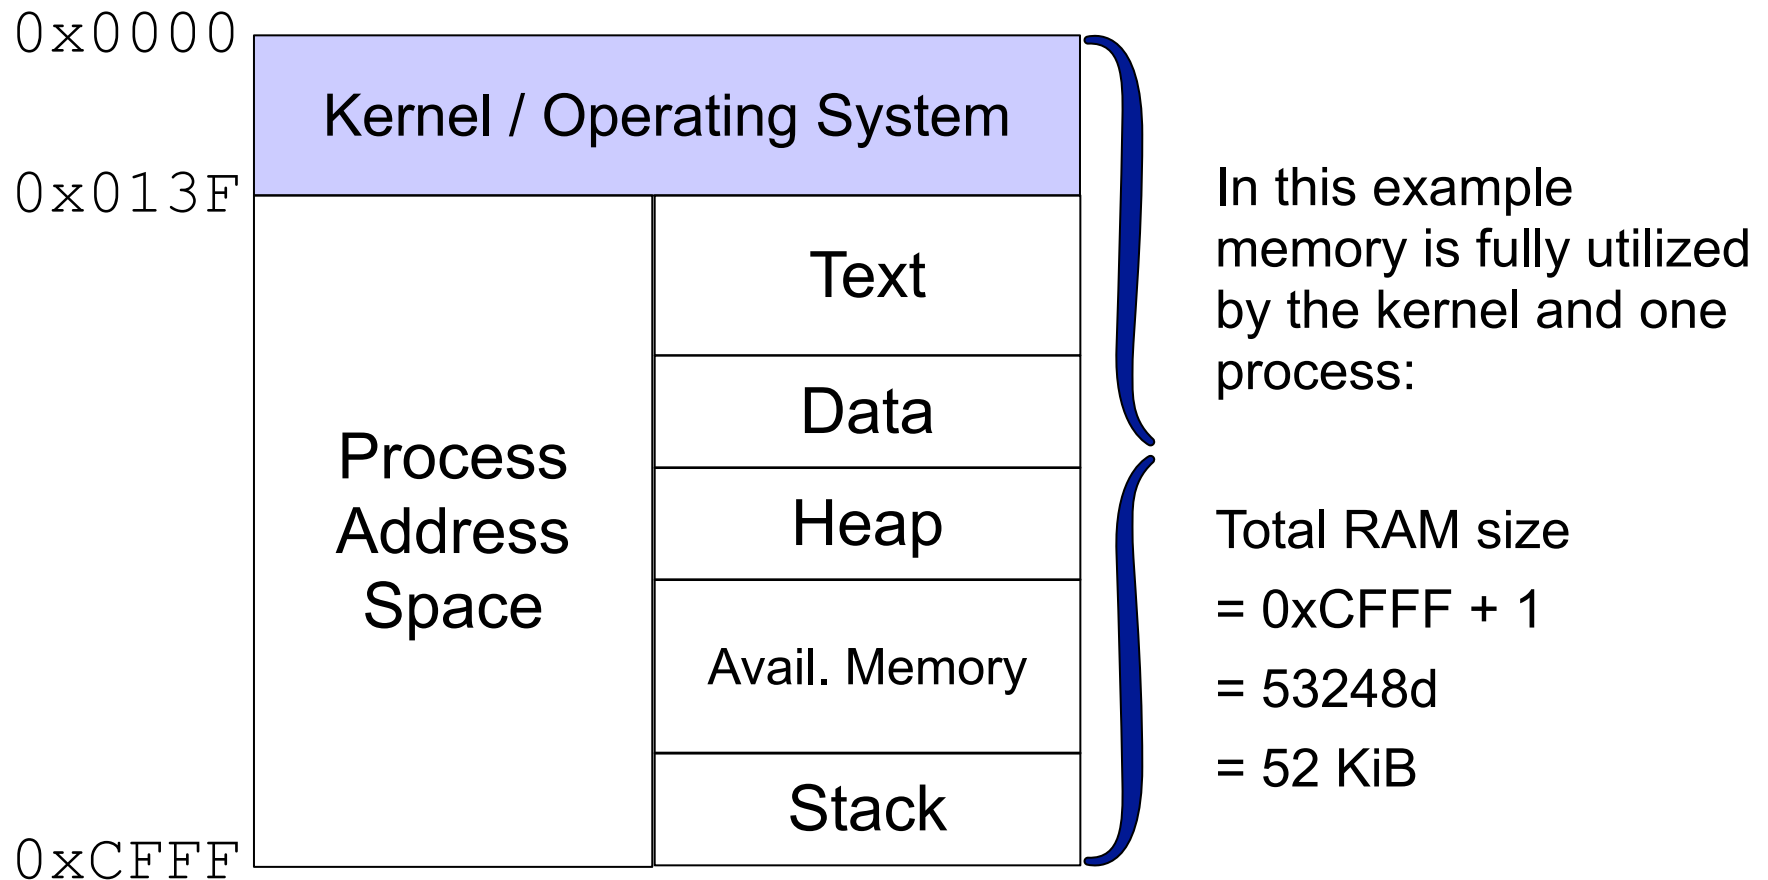 0x0000
Kernel / Operating System
0x013F
Process
Address
Space
Text
Data
Heap
Avail. Memory
Stack
0xCFFF
In this example
memory is fully utilized
by the kernel and one
process:
Total RAM size
= 0xCFFF + 1
= 53248d
= 52 KiB